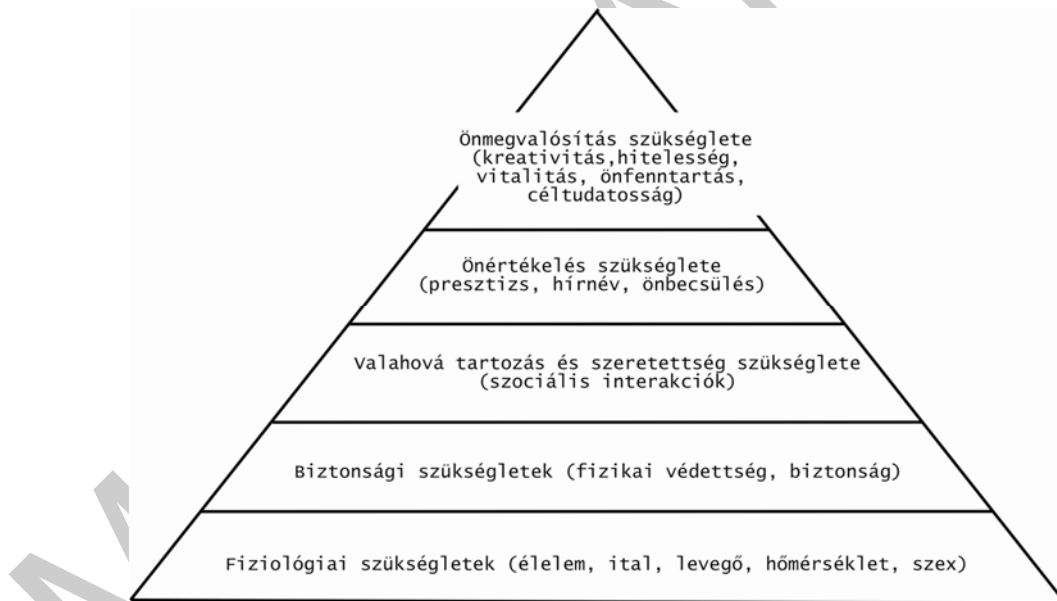 Önmegvalósítás szükséglete
(kreativitás,hitelesség,
vitalitás, önfenntartás,
céltudatosság)
Önértékelés szükséglete
(presztizs, hírnév, önbecsülés)
Valahová tartozás és szeretettség szükséglete
(szociális interakciók)
Biztonsági szükségletek (fizikai védettség, biztonság)
Fiziológiai szükségletek (élelem, ital, levegő, hőmérséklet, szex)